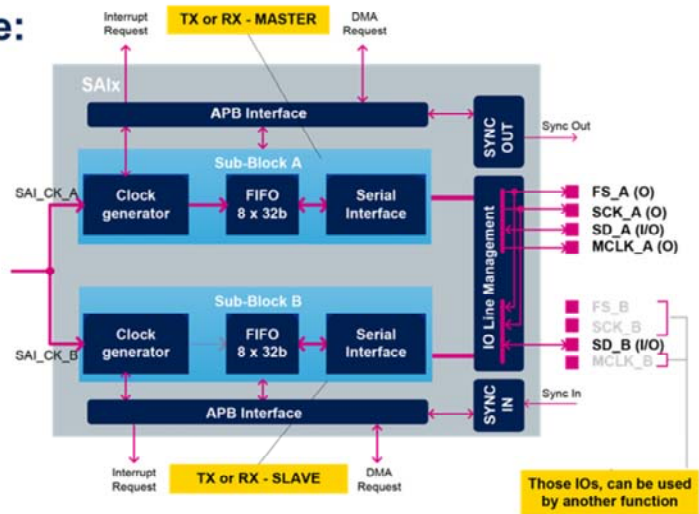 e:
Interrupt
Request
TX or RX - MASTER
DMA
Request
SAIx
APB Interface
SYNC
OUT
Sync Out
Sub-Block A
SAI_CK_A
Clock
generator
FIFO
8 x 32b
Serial
Interface
IO Line Management
FS_A (O)
SCK_A (O)
SD_A (I/O)
MCLK_A (O)
Sub-Block B
SAI_CK_B
Clock
generator
FIFO
8 x 32b
Serial
Interface
FS_B
SCK_B
SD_B (I/O)
MCLK_B
APB Interface
SYNC
IN
Sync In
Interrupt
Request
TX or RX - SLAVE
DMA
Request
Those IOs, can be used
by another function